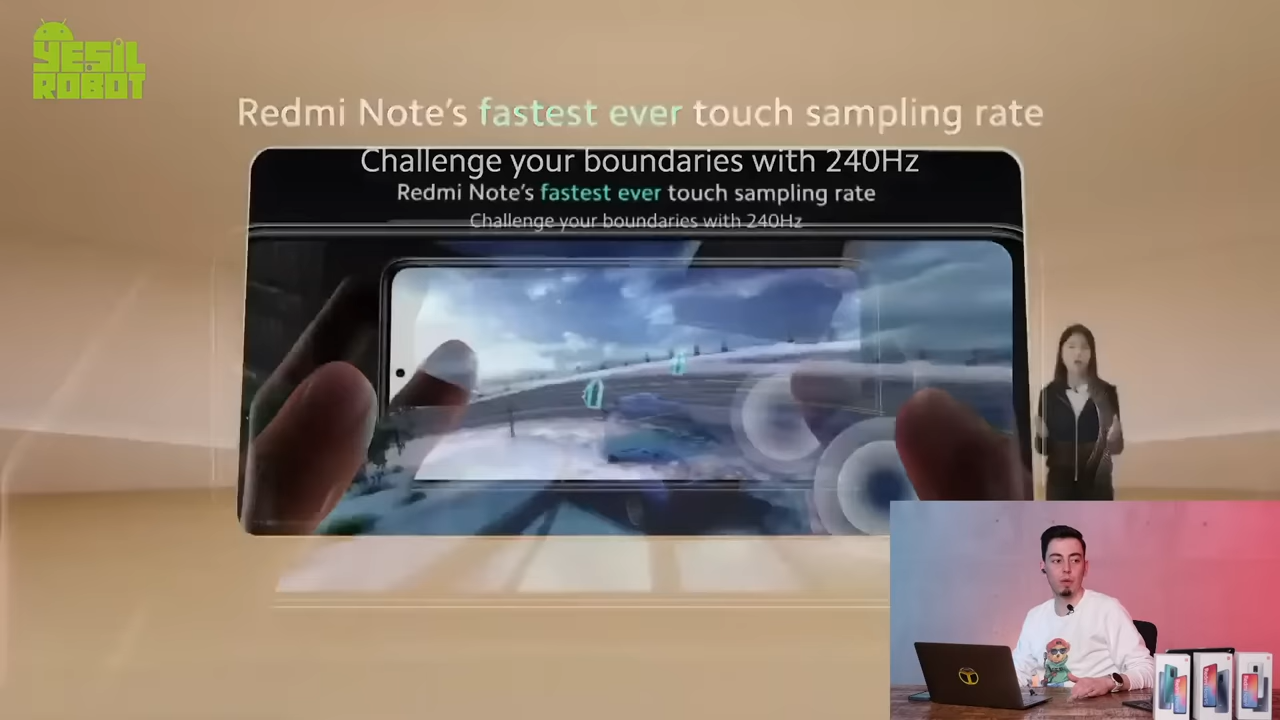 YEŞİL
ROBOT
Redmi Note's fastest ever touch sampling rate
Challenge your boundaries with 240Hz
Redmi Note's fastest ever touch sampling rate
Challenge your boundaries with 240Hz